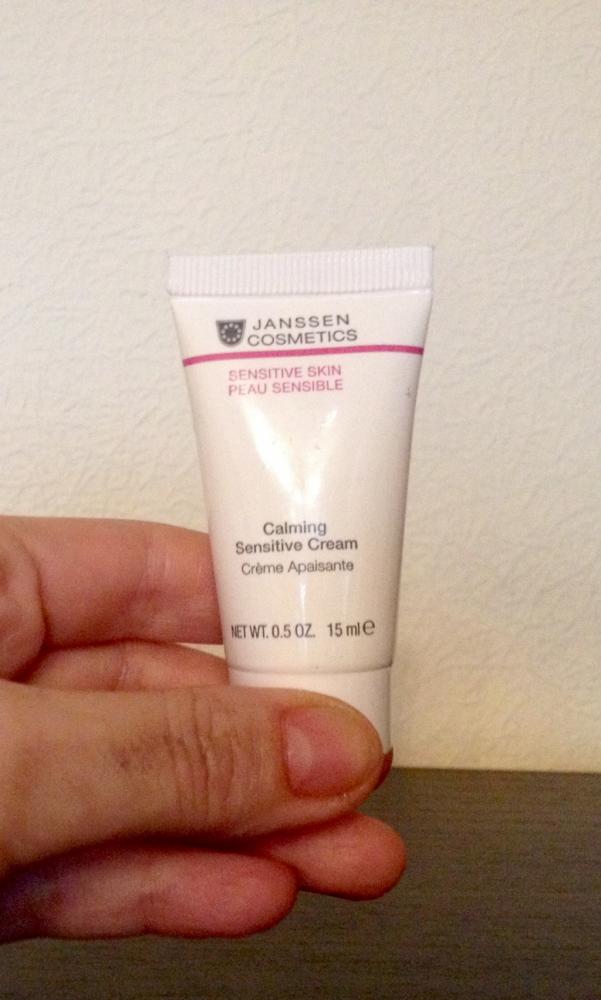 JANSSEN
COSMETICS
SENSITIVE SKIN
PEAU SENSIBLE
Calming
Sensitive Cream
Crème Apaisante
NET WT. 0.5 OZ. 15 ml ℮